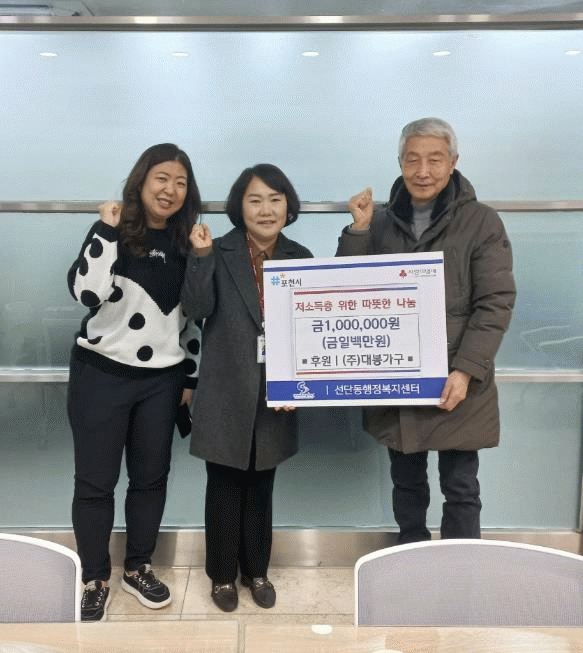 #*포천시
사랑의열매
저소득층 위한 따뜻한 나눔
금1,000,000원
(금일백만원)
■ 후원ㅣ(주)대봉가구 ■
| 선단동행정복지센터